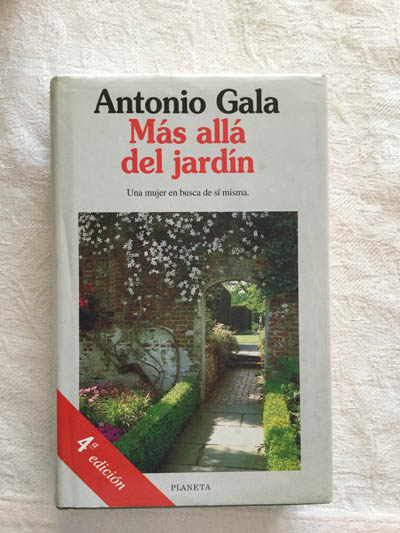 Antonio Gala
Más allá
del jardín
Una mujer en busca de sí misma.
4ª edición
PLANETA